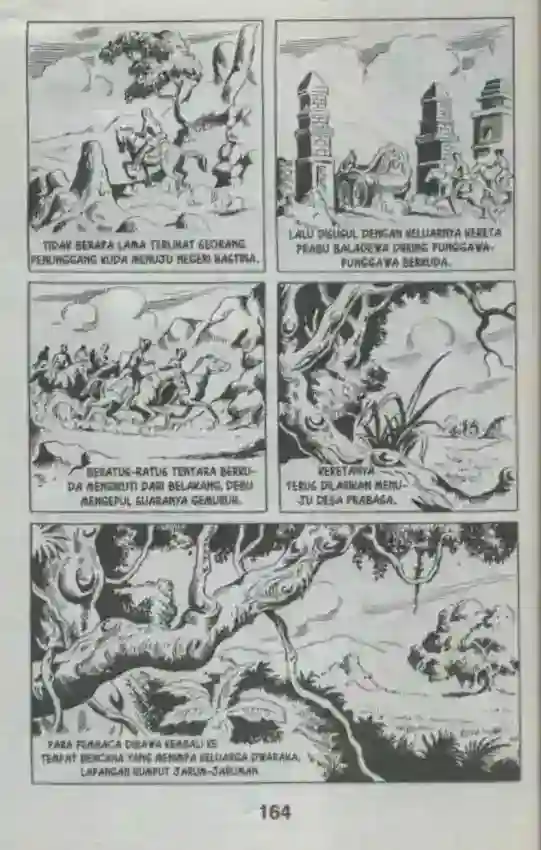 TIDAK BERAPA LAMA TERLIHAT SEORANG
PENUNGGANG KUDA MENUJU NEGERI HASTINA.
LALU DISUSUL DENGAN KELUARNYA KERETA
PRABU BALADEWA DIIRING PUNGGAWA-
PUNGGAWA BERKUDA.
BERATUS-RATUS TENTARA BERKU-
DA MENGIKUTI DARI BELAKANG, DEBU
MENGEPUL SUARANYA GEMURUH.
KERETANYA
TERUS DILARIKAN MENU-
JU DESA PRABAGA.
PARA PEMBACA DIBAWA KEMBALI KE
TEMPAT BENCANA YANG MENIMPA KELUARGA DWARAKA,
LAPANGAN RUMPUT JARUM-JARUMAN.
164